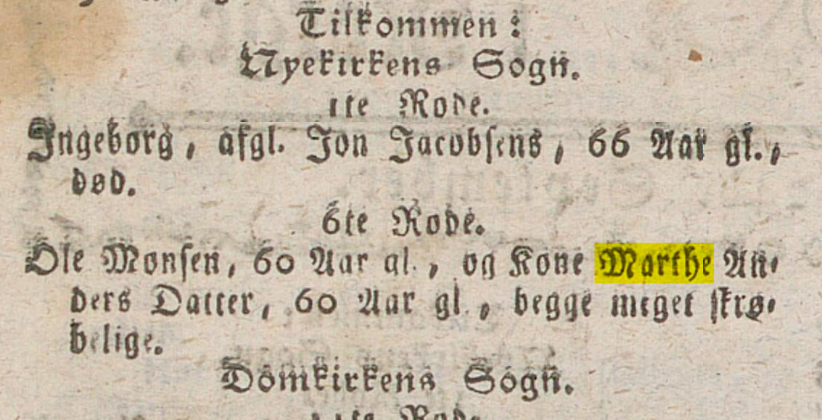 Tilkommen:
Nyekirkens Sogn.
1te Rode.
Ingeborg, afgl. Jon Jacobsens, 66 Aar gl.,
død.
6te Rode.
Ole Monsen, 60 Aar gl., og Kone Marthe An-
ders Datter, 60 Aar gl., begge meget skrø-
belige.
Domkirkens Sogn.
Rode.